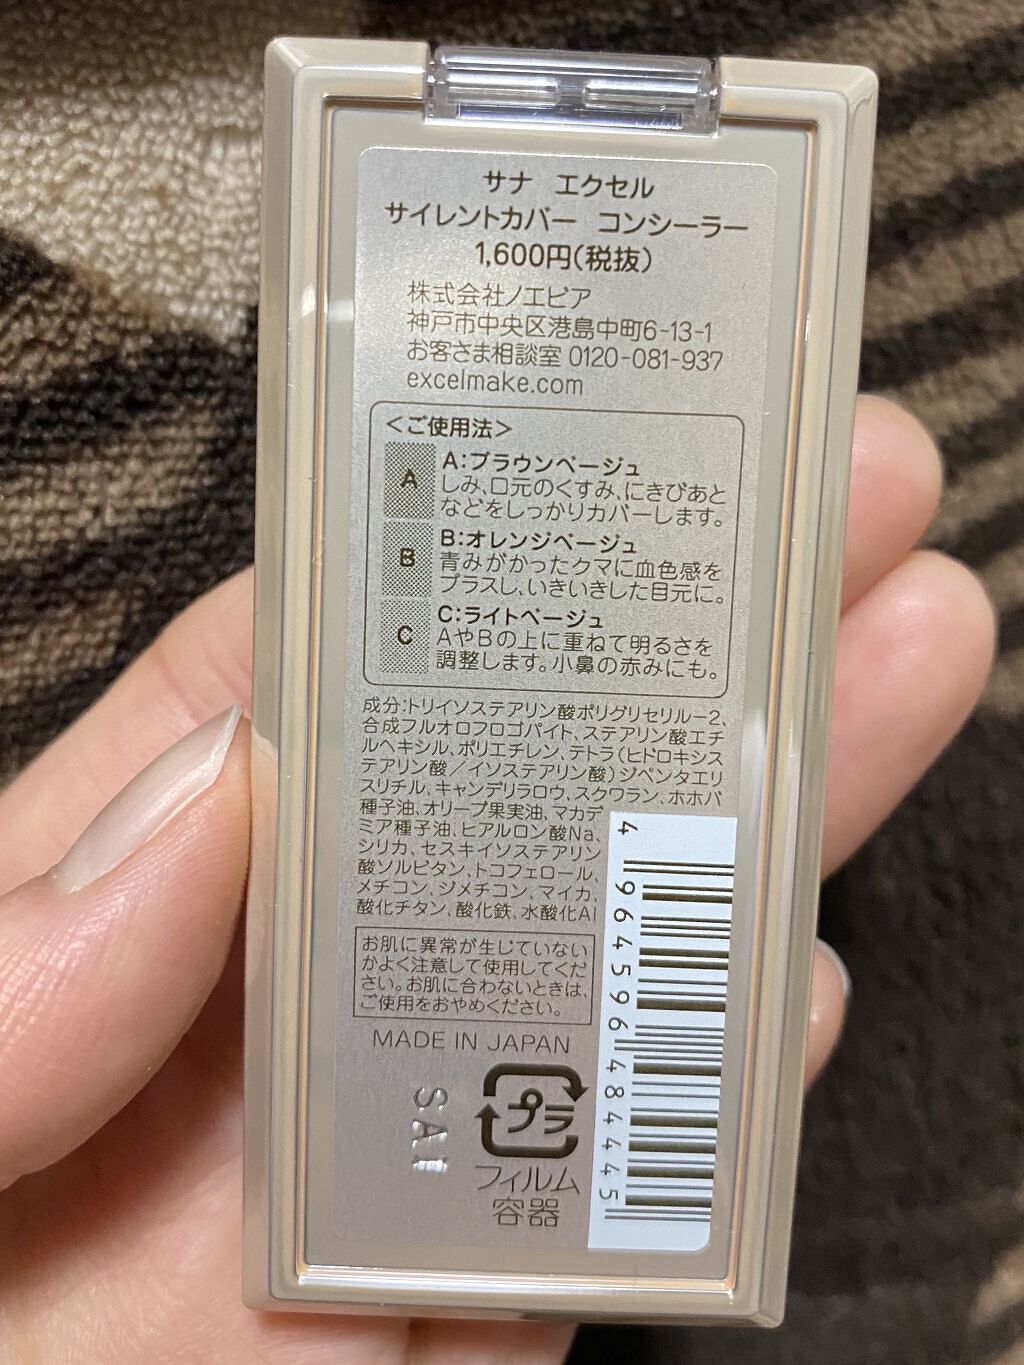 サナ エクセル
サイレントカバー コンシーラー
1,600円(税抜)
株式会社ノエビア
神戸市中央区港島中町6-13-1
お客さま相談室 0120-081-937
excelmake.com
<ご使用法>
A
A:ブラウンベージュ
しみ、口元のくすみ、にきびあと
などをしっかりカバーします。
B
B:オレンジベージュ
青みがかったクマに血色感を
プラスし、いきいきした目元に。
C
C:ライトベージュ
AやBの上に重ねて明るさを
調整します。小鼻の赤みにも。
成分:トリイソステアリン酸ポリグリセリル-2、
合成フルオロフロゴパイト、ステアリン酸エチ
ルヘキシル、ポリエチレン、テトラ(ヒドロキシス
テアリン酸/イソステアリン酸)ジペンタエリ
スリチル、キャンデリラロウ、スクワラン、ホホバ
種子油、オリーブ果実油、マカデ
ミア種子油、ヒアルロン酸Na、
シリカ、セスキイソステアリン
酸ソルビタン、トコフェロール、
メチコン、ジメチコン、マイカ、
酸化チタン、酸化鉄、水酸化Al
お肌に異常が生じていない
かよく注意して使用してくだ
さい。お肌に合わないときは、
ご使用をおやめください。
MADE IN JAPAN
SA1
プラ
フィルム
容器
4 964596 484445